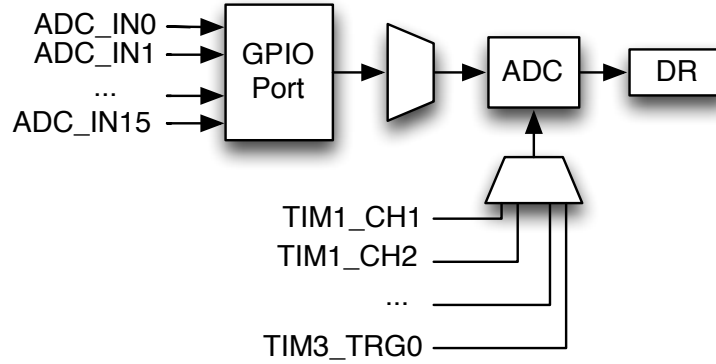 ADC_IN0
ADC_IN1
...
ADC_IN15
GPIO
Port
ADC
DR
TIM1_CH1
TIM1_CH2
...
TIM3_TRG0